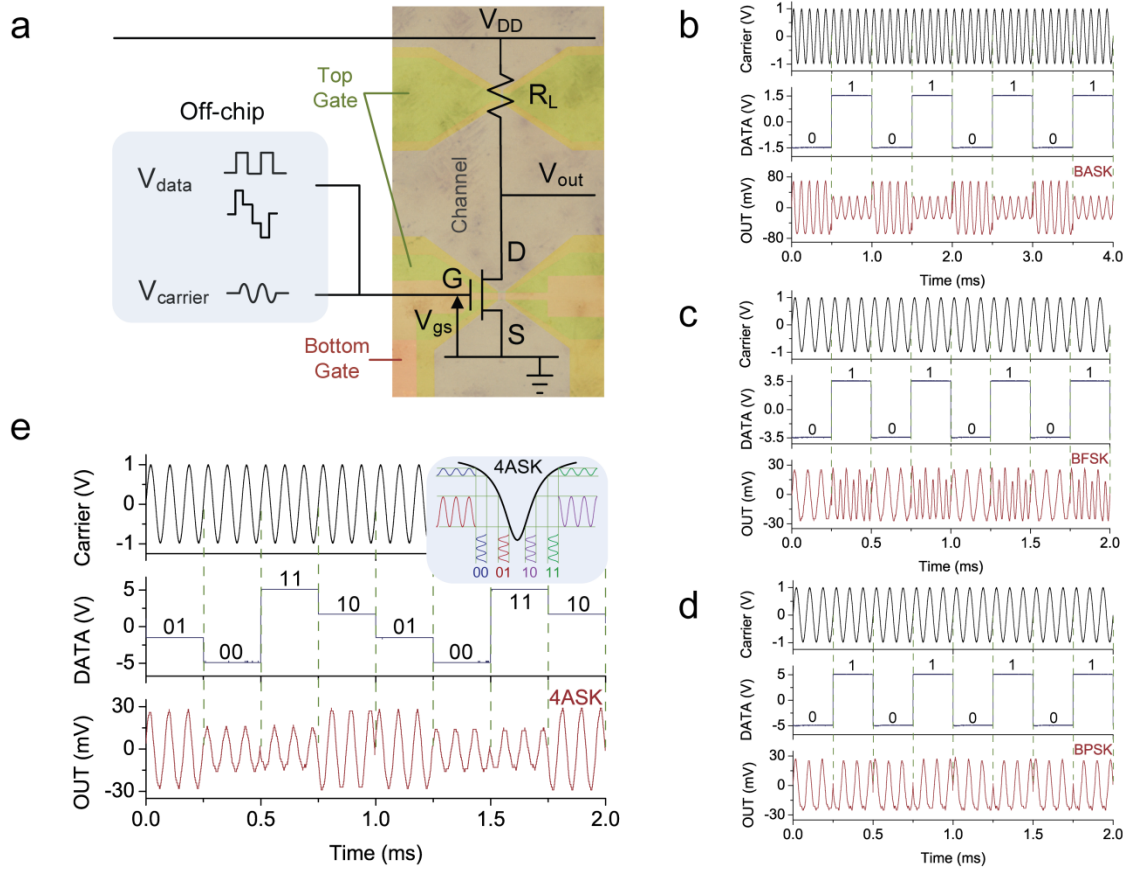 a
V_DD
Top
Gate
R_L
Off-chip
V_data
V_carrier
Channel
V_out
G
D
S
V_gs
Bottom
Gate
b
Carrier (V)
1
0
-1
DATA (V)
1.5
0.0
-1.5
0 1 0 1 0 1 0 1
BASK
OUT (mV)
80
0
-80
0.0 1.0 2.0 3.0 4.0
Time (ms)
c
Carrier (V)
1
0
-1
DATA (V)
3.5
0.0
-3.5
0 1 0 1 0 1 0 1
BFSK
OUT (mV)
30
0
-30
0.0 0.5 1.0 1.5 2.0
Time (ms)
d
Carrier (V)
1
0
-1
DATA (V)
5
0
-5
0 1 0 1 0 1 0 1
BPSK
OUT (mV)
30
0
-30
0.0 0.5 1.0 1.5 2.0
Time (ms)
e
Carrier (V)
1
0
-1
4ASK
00 01 10 11
DATA (V)
5
0
-5
01 00 11 10 01 00 11 10
4ASK
OUT (mV)
30
0
-30
0.0 0.5 1.0 1.5 2.0
Time (ms)